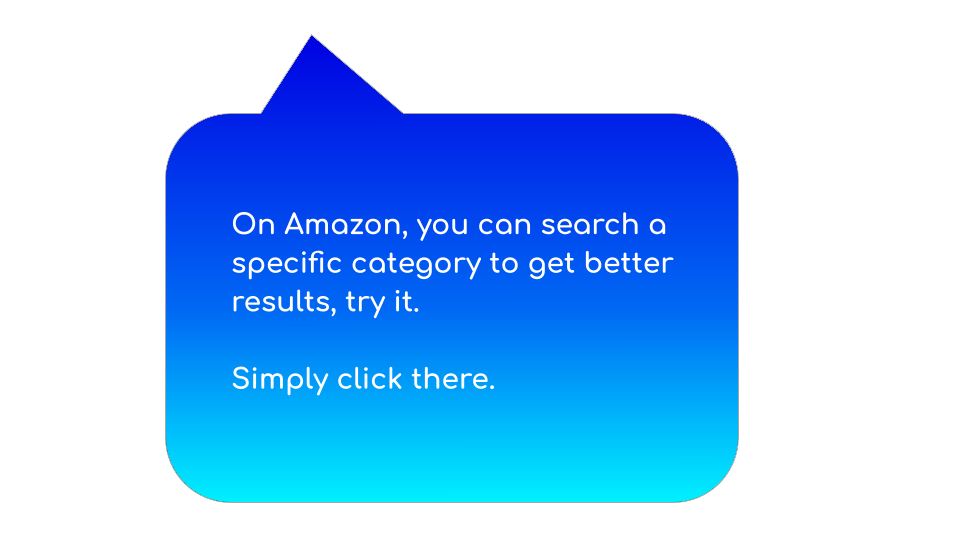 On Amazon, you can search a
specific category to get better
results, try it.
Simply click there.